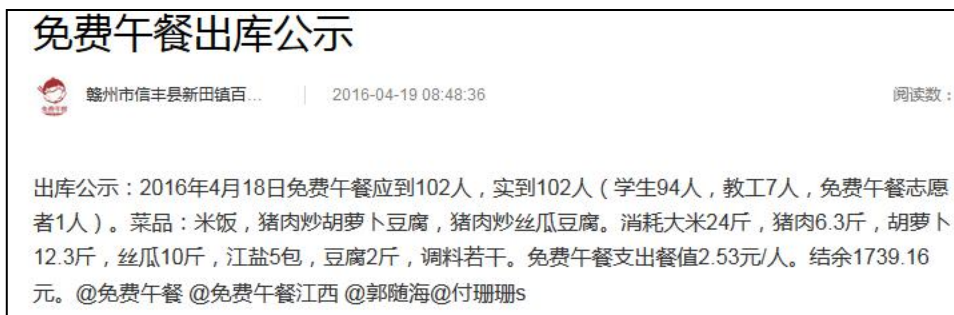 免费午餐出库公示
赣州市信丰县新田镇百... 2016-04-19 08:48:36 阅读数：
出库公示：2016年4月18日免费午餐应到102人，实到102人（学生94人，教工7人，免费午餐志愿
者1人）。菜品：米饭，猪肉炒胡萝卜豆腐，猪肉炒丝瓜豆腐。消耗大米24斤，猪肉6.3斤，胡萝卜
12.3斤，丝瓜10斤，江盐5包，豆腐2斤，调料若干。免费午餐支出餐值2.53元/人。结余1739.16
元。@免费午餐 @免费午餐江西 @郭随海@付珊珊s